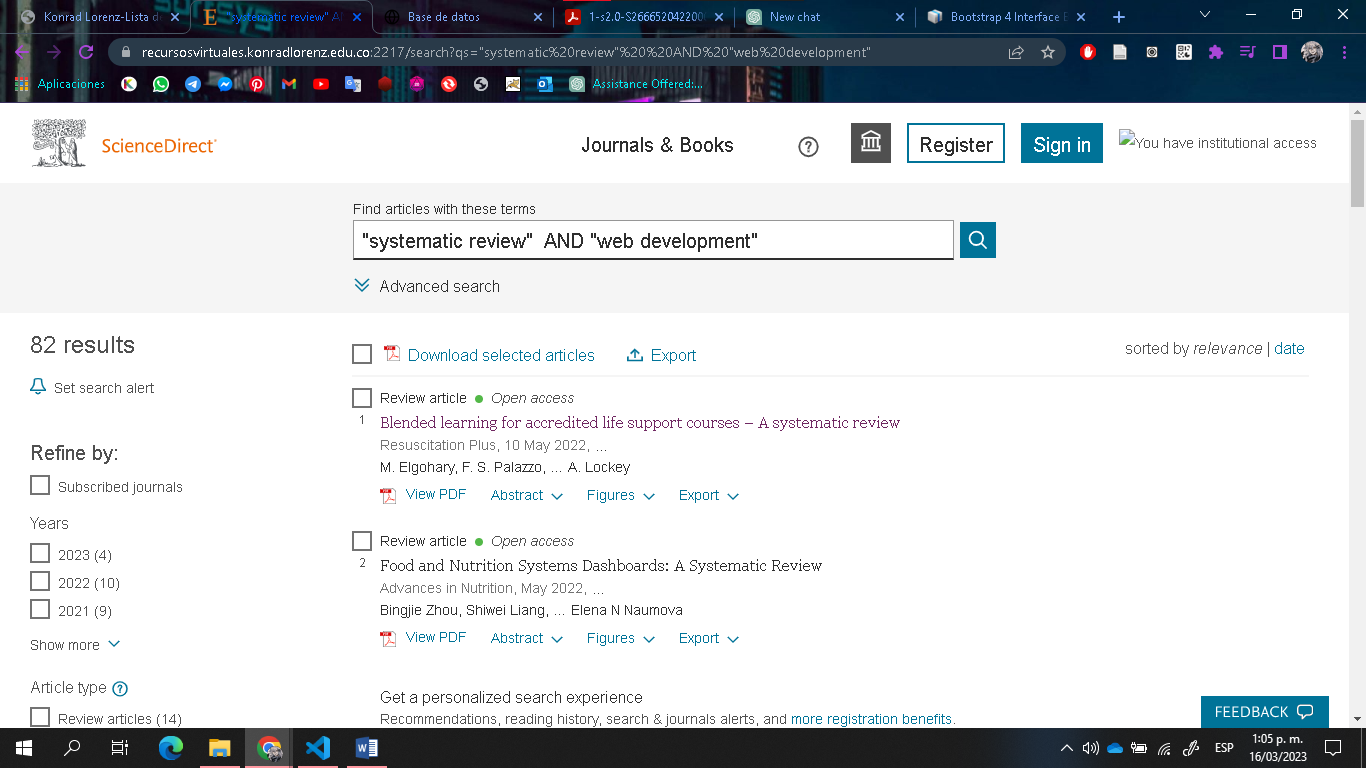 Konrad Lorenz-Lista d
"systematic review" AN
Base de datos
1-s2.0-S26665204220
New chat
Bootstrap 4 Interface B
recursosvirtuales.konradlorenz.edu.co:2217/search?qs="systematic%20review"%20%20AND%20"web%20development"
Aplicaciones
Assistance Offered:...
ScienceDirect
Journals & Books
?
Register
Sign in
You have institutional access
Find articles with these terms
"systematic review"  AND "web development"
Advanced search
82 results
Set search alert
Refine by:
Subscribed journals
Years
2023 (4)
2022 (10)
2021 (9)
Show more
Article type ?
Review articles (14)
Download selected articles
Export
sorted by relevance | date
Review article • Open access
1 Blended learning for accredited life support courses – A systematic review
Resuscitation Plus, 10 May 2022, ...
M. Elgohary, F. S. Palazzo, ... A. Lockey
View PDF Abstract Figures Export
Review article • Open access
2 Food and Nutrition Systems Dashboards: A Systematic Review
Advances in Nutrition, May 2022, ...
Bingjie Zhou, Shiwei Liang, ... Elena N Naumova
View PDF Abstract Figures Export
Get a personalized search experience
Recommendations, reading history, search & journals alerts, and more registration benefits.
FEEDBACK
ESP
1:05 p. m.
16/03/2023